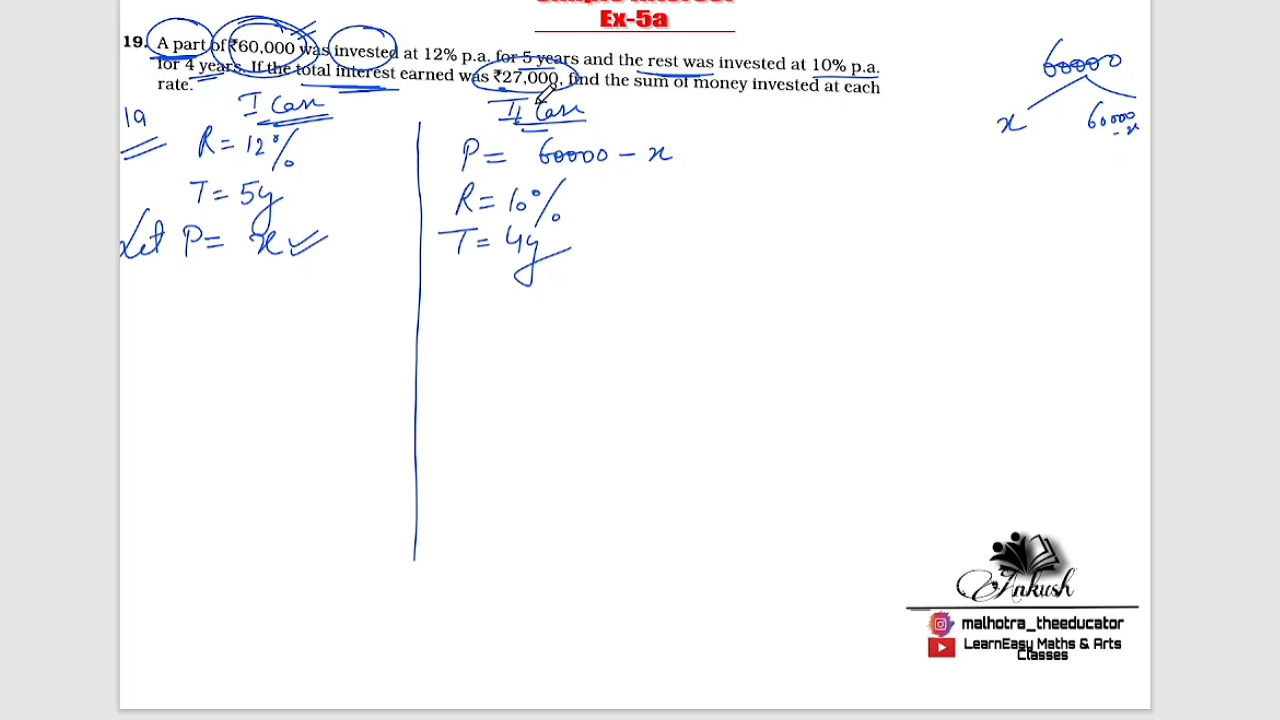 Ex-5a
19. A part of ₹60,000 was invested at 12% p.a. for 5 years and the rest was invested at 10% p.a.
for 4 years. If the total interest earned was ₹27,000, find the sum of money invested at each
rate.
60000
x 60000
- x
19
I Case
R = 12%
T = 5y
Let P = x
II Case
P = 60000 - x
R = 10%
T = 4y
Ankush
malhotra_theeducator
LearnEasy Maths & Arts
Classes